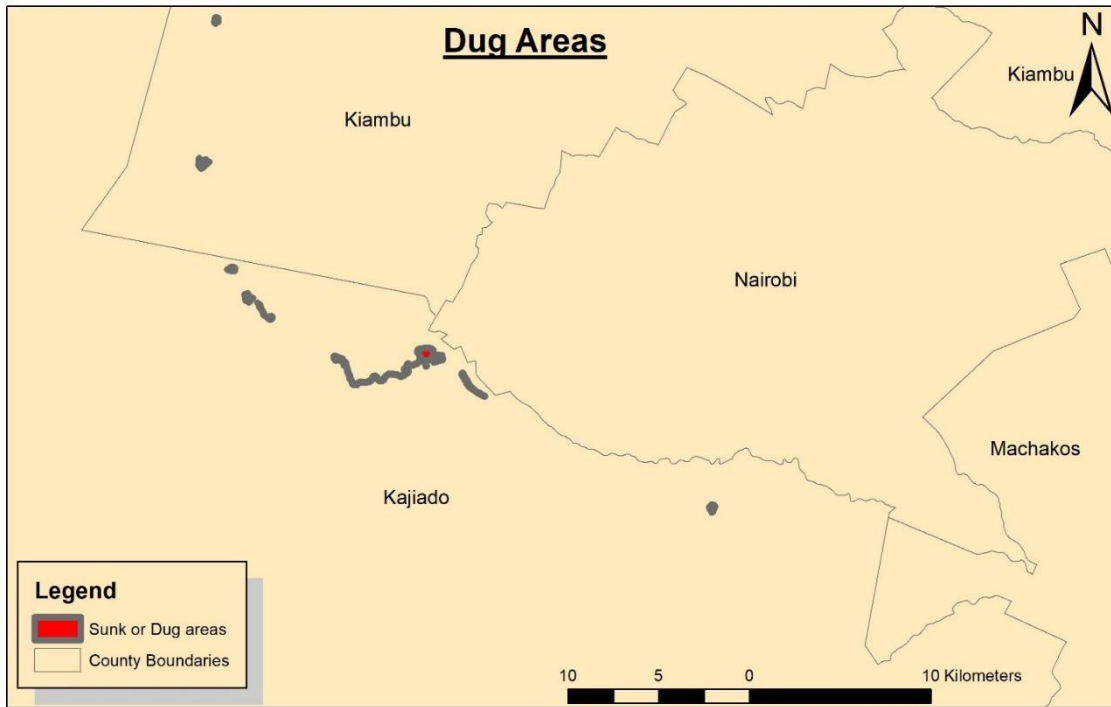 Dug Areas
N
Kiambu
Kiambu
Nairobi
Machakos
Kajiado
Legend
Sunk or Dug areas
County Boundaries
10 5 0 10 Kilometers